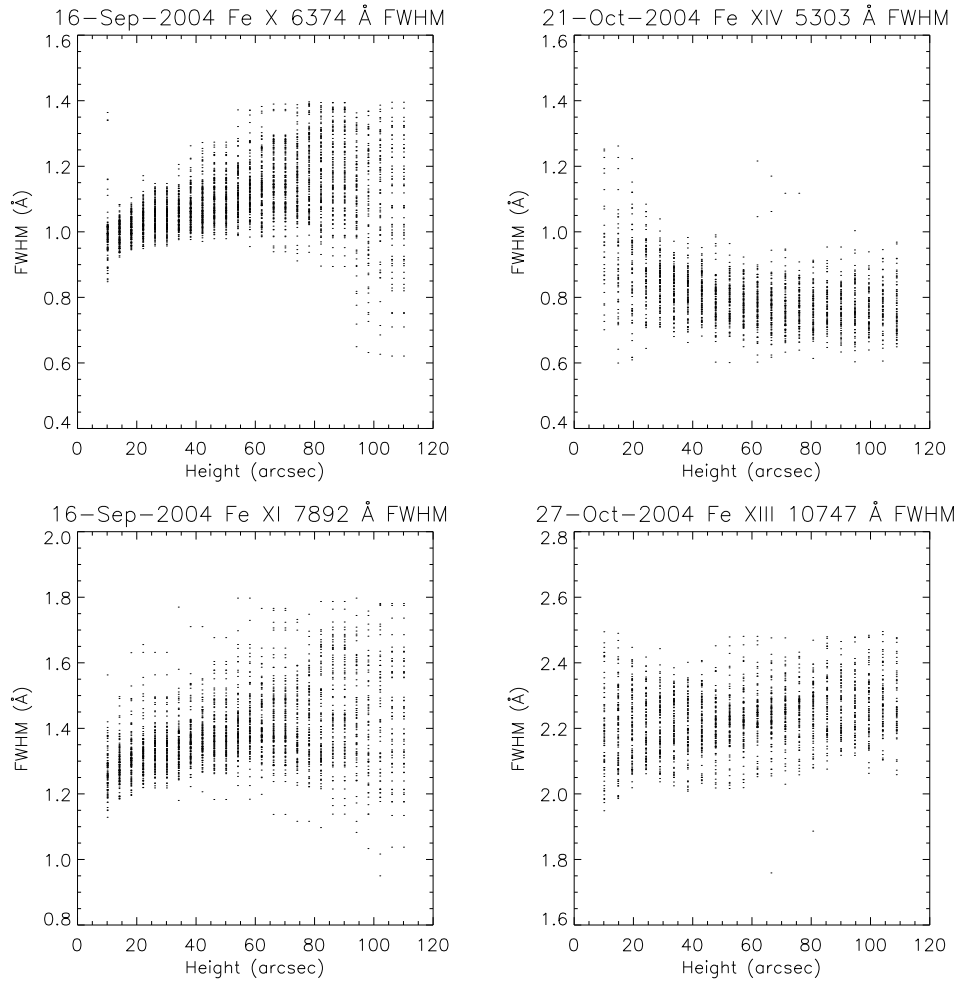 16-Sep-2004 Fe X 6374 Å FWHM
1.6
1.4
1.2
1.0
0.8
0.6
0.4
FWHM (Å)
0 20 40 60 80 100 120
Height (arcsec)
21-Oct-2004 Fe XIV 5303 Å FWHM
1.6
1.4
1.2
1.0
0.8
0.6
0.4
FWHM (Å)
0 20 40 60 80 100 120
Height (arcsec)
16-Sep-2004 Fe XI 7892 Å FWHM
2.0
1.8
1.6
1.4
1.2
1.0
0.8
FWHM (Å)
0 20 40 60 80 100 120
Height (arcsec)
27-Oct-2004 Fe XIII 10747 Å FWHM
2.8
2.6
2.4
2.2
2.0
1.8
1.6
FWHM (Å)
0 20 40 60 80 100 120
Height (arcsec)